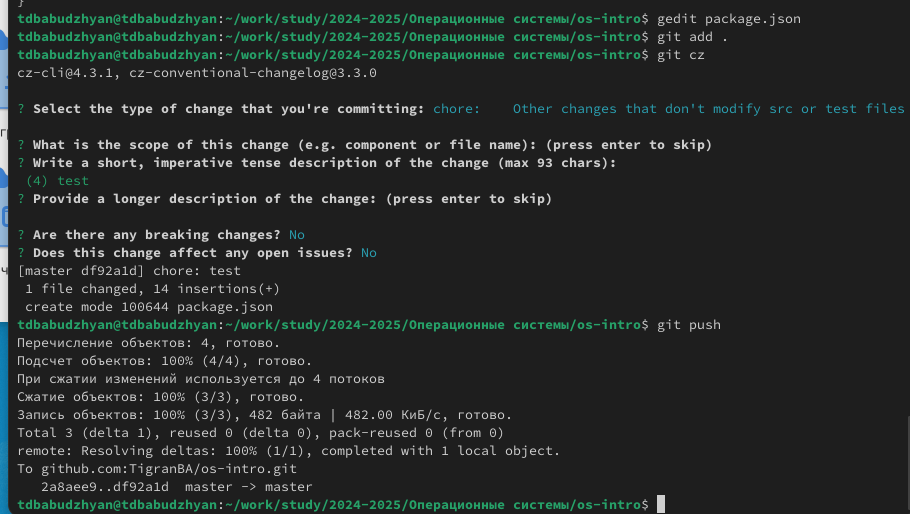 }
tdbabudzhyan@tdbabudzhyan:~/work/study/2024-2025/Операционные системы/os-intro$ gedit package.json
tdbabudzhyan@tdbabudzhyan:~/work/study/2024-2025/Операционные системы/os-intro$ git add .
tdbabudzhyan@tdbabudzhyan:~/work/study/2024-2025/Операционные системы/os-intro$ git cz
cz-cli@4.3.1, cz-conventional-changelog@3.3.0
? Select the type of change that you're committing: chore:    Other changes that don't modify src or test files
? What is the scope of this change (e.g. component or file name): (press enter to skip)
? Write a short, imperative tense description of the change (max 93 chars):
(4) test
? Provide a longer description of the change: (press enter to skip)
? Are there any breaking changes? No
? Does this change affect any open issues? No
[master df92a1d] chore: test
1 file changed, 14 insertions(+)
create mode 100644 package.json
tdbabudzhyan@tdbabudzhyan:~/work/study/2024-2025/Операционные системы/os-intro$ git push
Перечисление объектов: 4, готово.
Подсчет объектов: 100% (4/4), готово.
При сжатии изменений используется до 4 потоков
Сжатие объектов: 100% (3/3), готово.
Запись объектов: 100% (3/3), 482 байта | 482.00 КиБ/с, готово.
Total 3 (delta 1), reused 0 (delta 0), pack-reused 0 (from 0)
remote: Resolving deltas: 100% (1/1), completed with 1 local object.
To github.com:TigranBA/os-intro.git
2a8aee9..df92a1d  master -> master
tdbabudzhyan@tdbabudzhyan:~/work/study/2024-2025/Операционные системы/os-intro$